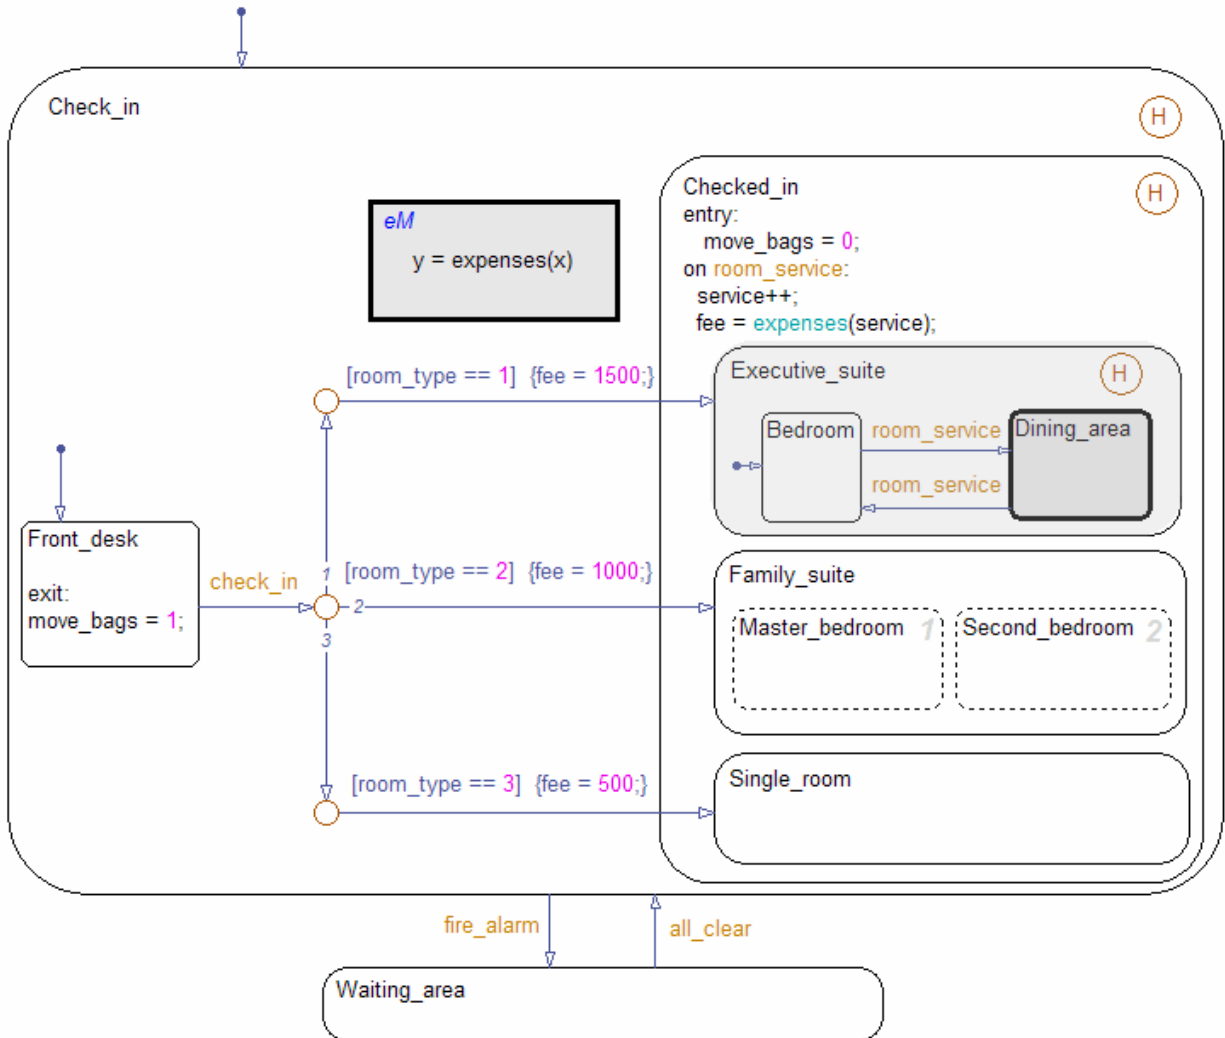 Check_in
H
Checked_in
H
entry:
move_bags = 0;
on room_service:
service++;
fee = expenses(service);
eM
y = expenses(x)
[room_type == 1] {fee = 1500;}
Executive_suite
H
Bedroom
room_service
Dining_area
room_service
Front_desk
exit:
move_bags = 1;
check_in
1
2
3
[room_type == 2] {fee = 1000;}
Family_suite
Master_bedroom 1
Second_bedroom 2
[room_type == 3] {fee = 500;}
Single_room
fire_alarm
all_clear
Waiting_area